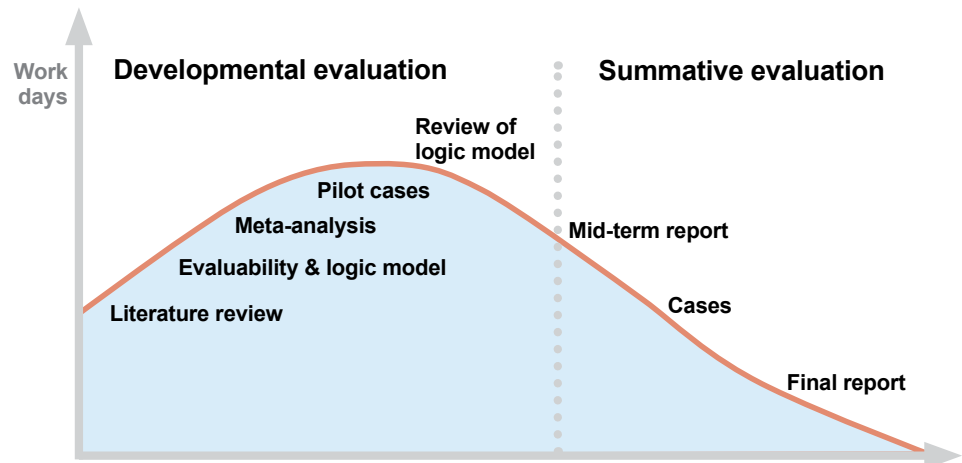 Work
days
Developmental evaluation
Summative evaluation
Review of
logic model
Pilot cases
Meta-analysis
Mid-term report
Evaluability & logic model
Literature review
Cases
Final report